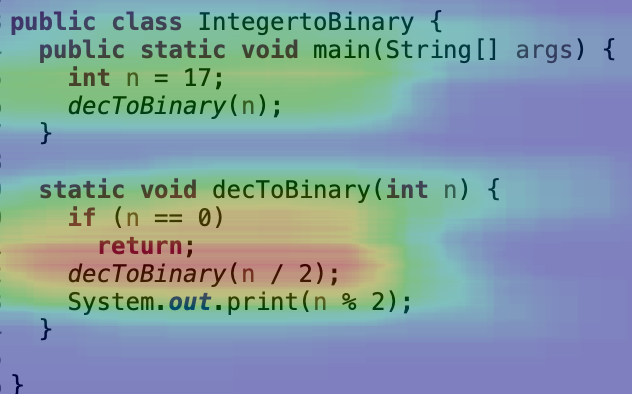 public class IntegertoBinary {
public static void main(String[] args) {
int n = 17;
decToBinary(n);
}
static void decToBinary(int n) {
if (n == 0)
return;
decToBinary(n / 2);
System.out.print(n % 2);
}
}